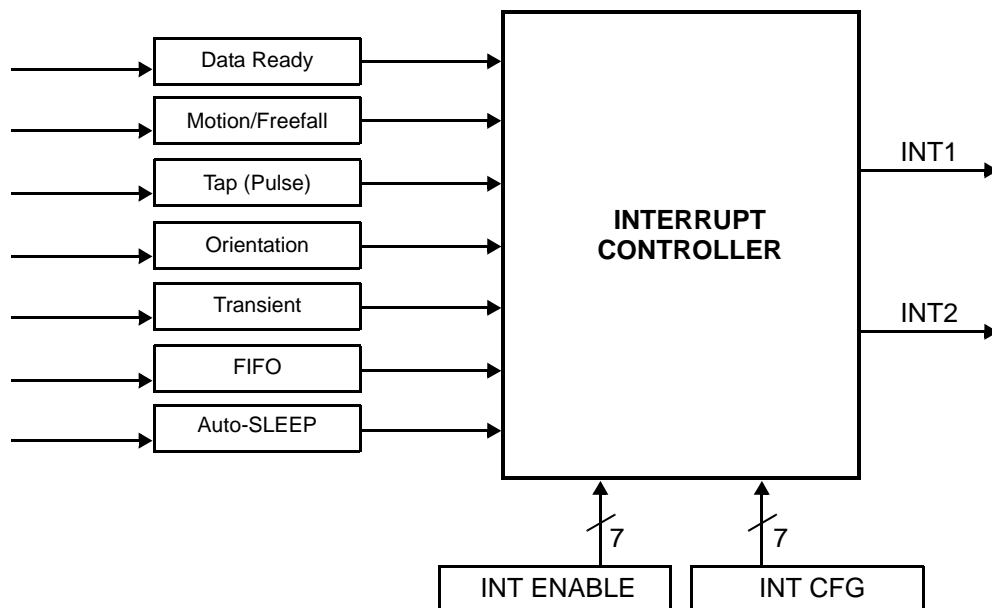 Data Ready
Motion/Freefall
Tap (Pulse)
Orientation
Transient
FIFO
Auto-SLEEP
INTERRUPT
CONTROLLER
INT1
INT2
7
7
INT ENABLE
INT CFG